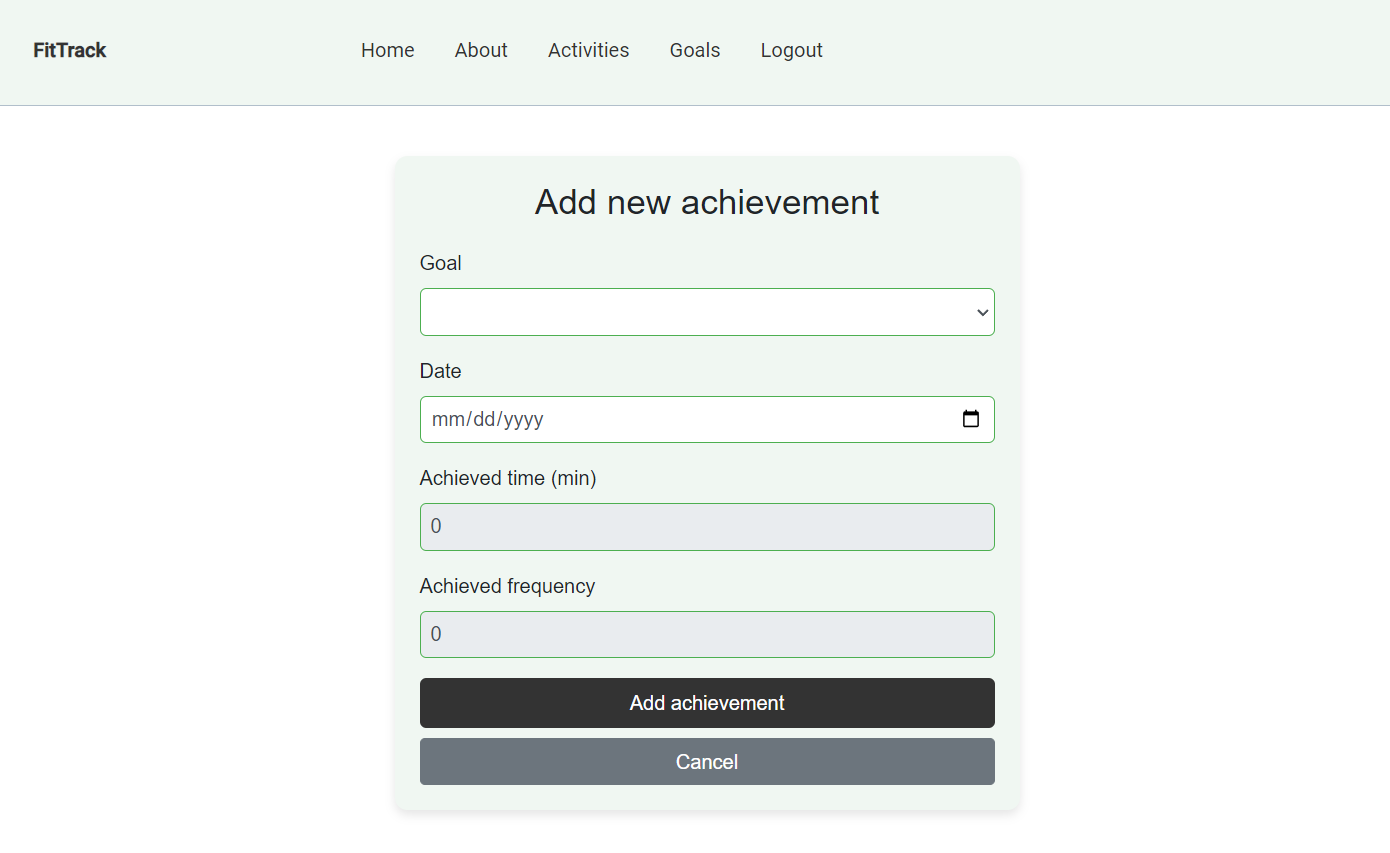 FitTrack Home About Activities Goals Logout
Add new achievement
Goal
Date
mm/dd/yyyy
Achieved time (min)
0
Achieved frequency
0
Add achievement
Cancel